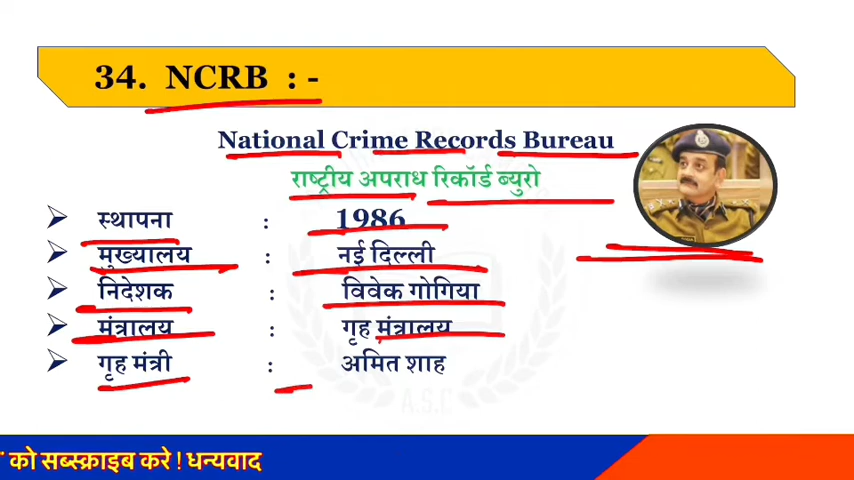 34. NCRB : -
National Crime Records Bureau
राष्ट्रीय अपराध रिकॉर्ड ब्युरो
स्थापना : 1986
मुख्यालय : नई दिल्ली
निदेशक : विवेक गोगिया
मंत्रालय : गृह मंत्रालय
गृह मंत्री : अमित शाह
A.S.C
को सब्स्क्राइब करे ! धन्यवाद